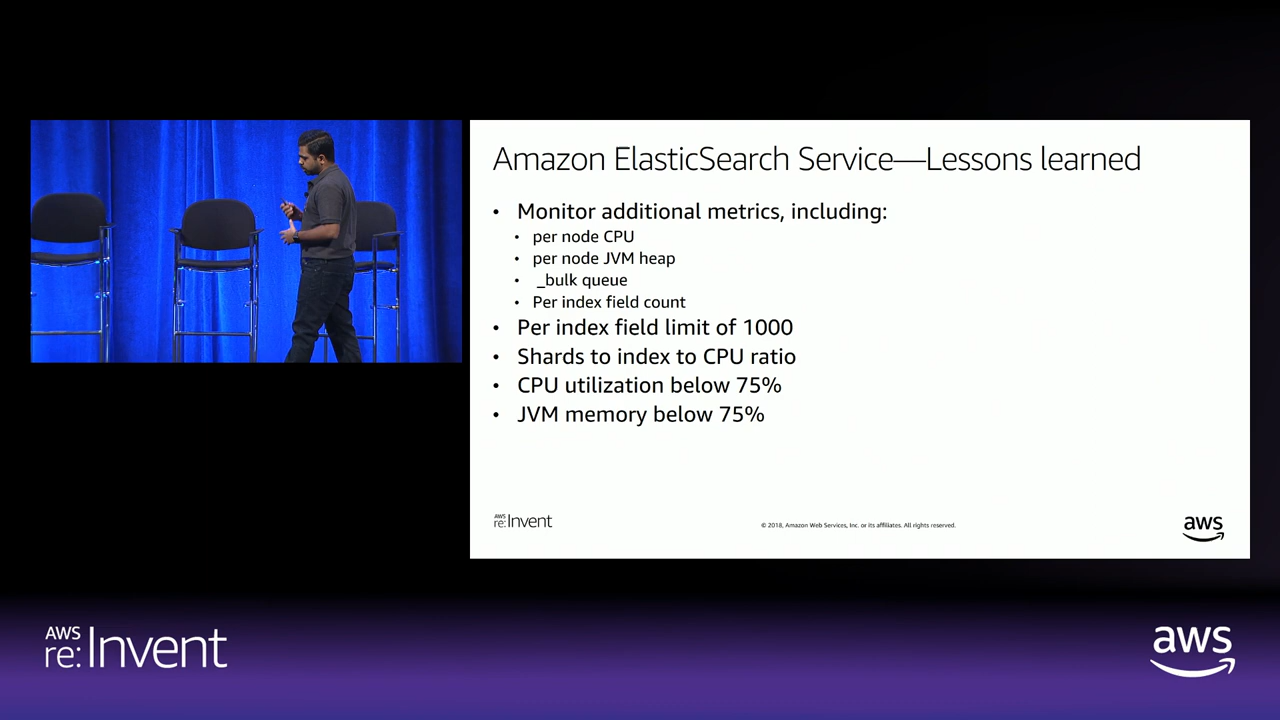 Amazon ElasticSearch Service—Lessons learned
• Monitor additional metrics, including:
• per node CPU
• per node JVM heap
• _bulk queue
• Per index field count
• Per index field limit of 1000
• Shards to index to CPU ratio
• CPU utilization below 75%
• JVM memory below 75%
AWS
re:Invent
© 2018, Amazon Web Services, Inc. or its affiliates. All rights reserved.
aws
AWS
re:Invent
aws